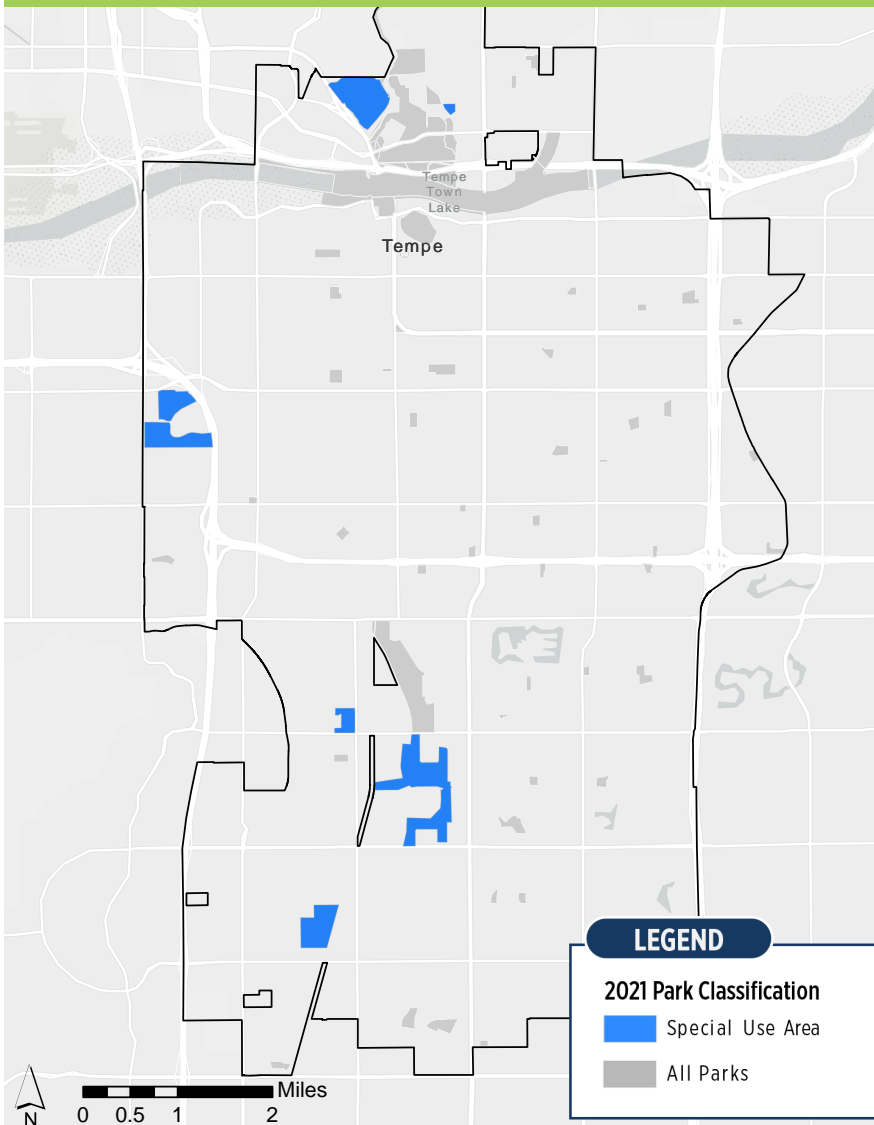 Tempe
Town
Lake
Tempe
LEGEND
2021 Park Classification
Special Use Area
All Parks
Miles
0 0.5 1 2
N